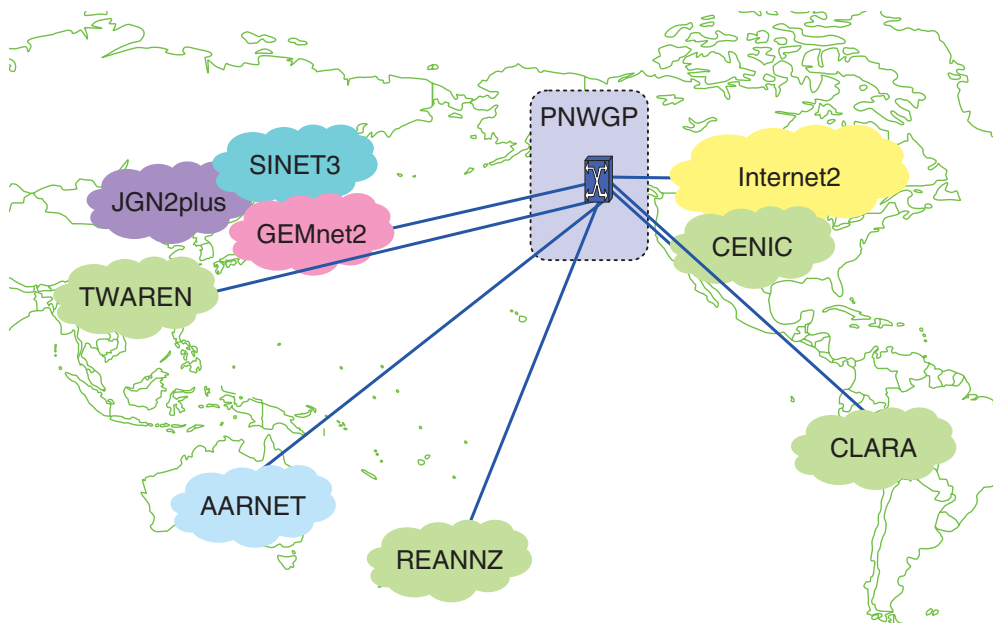 PNWGP
SINET3
JGN2plus
GEMnet2
TWAREN
Internet2
CENIC
AARNET
REANNZ
CLARA